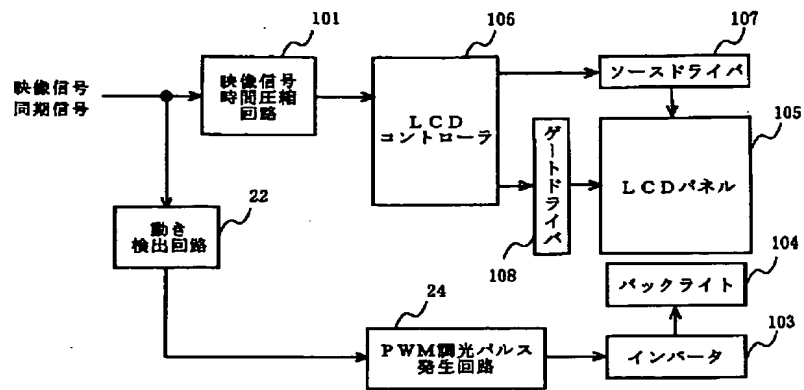 101
106
107
映像信号
同期信号
映像信号
時間圧縮
回路
LCD
コントローラ
ソースドライバ
ゲートドライバ
105
LCDパネル
22
動き
検出回路
108
104
バックライト
24
103
PWM調光パルス
発生回路
インバータ